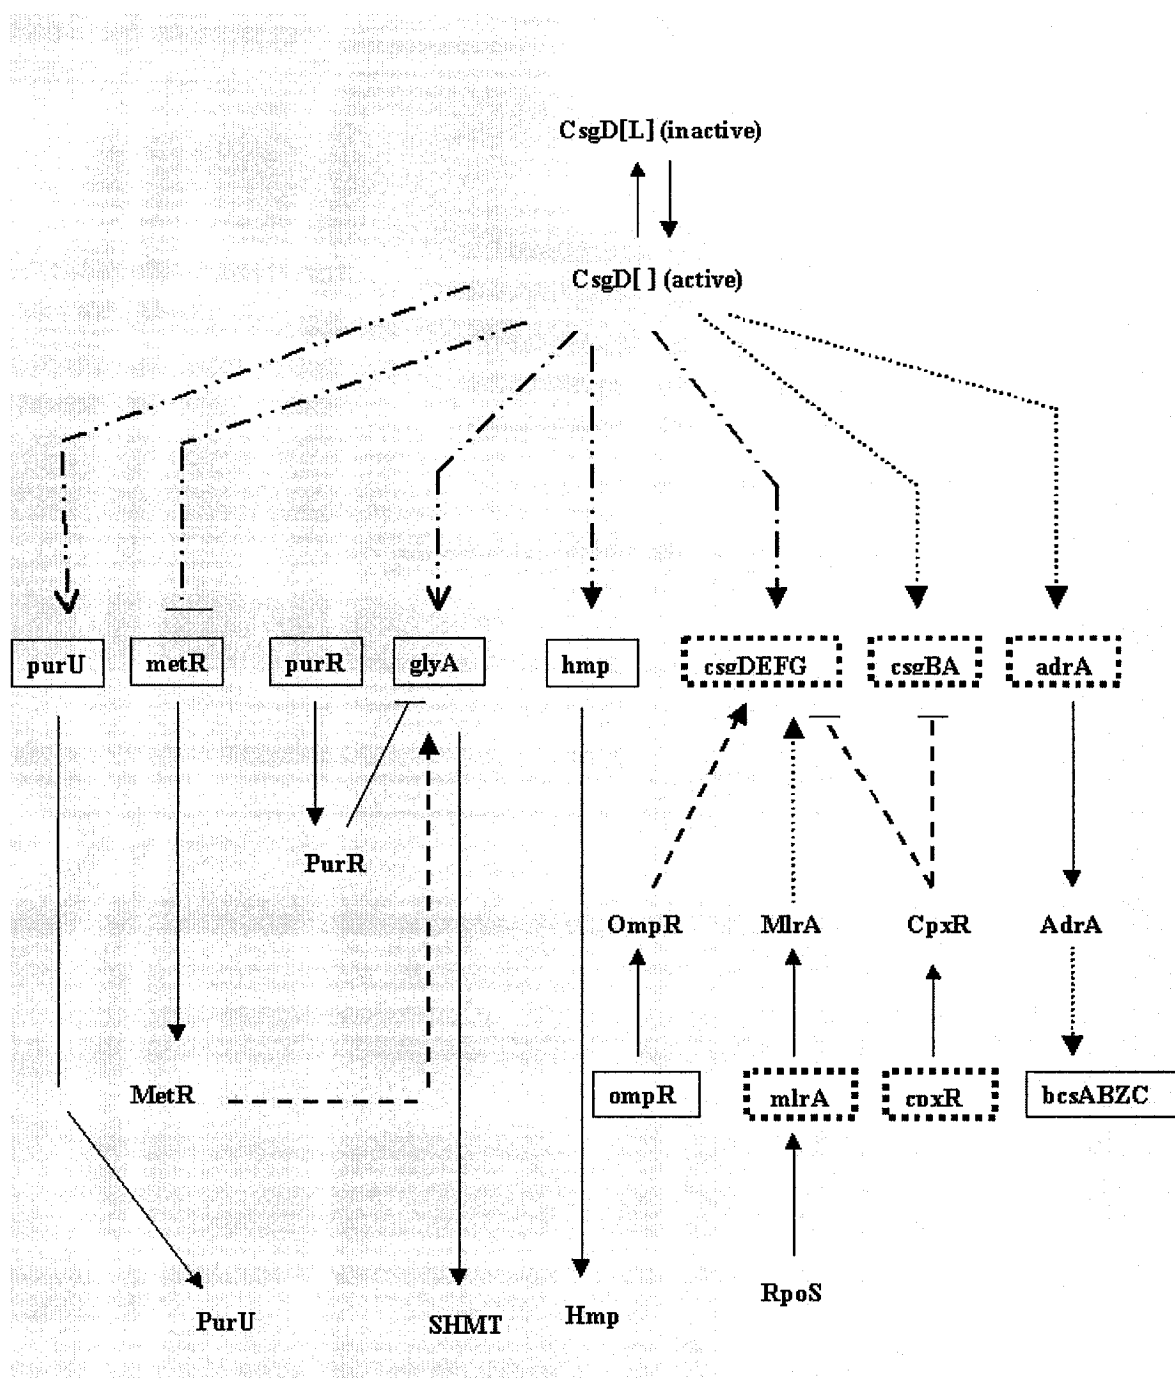 CsgD[L] (inactive)
CsgD[ ] (active)
purU
metR
purR
glyA
hmp
csgDEFG
csgBA
adrA
PurR
OmpR
MlrA
CpxR
AdrA
MetR
ompR
mlrA
cpxR
bcsABZC
RpoS
PurU
SHMT
Hmp